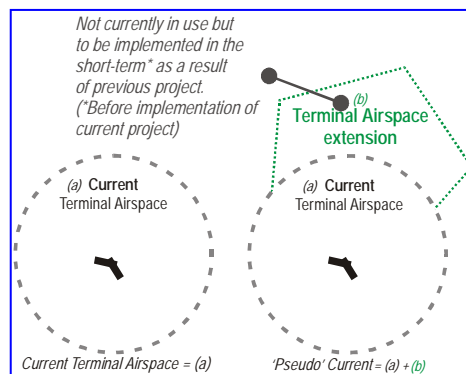 Not currently in use but
to be implemented in the
short-term* as a result
of previous project.
(*Before implementation of
current project)
(b)
Terminal Airspace
extension
(a) Current
Terminal Airspace
(a) Current
Terminal Airspace
Current Terminal Airspace = (a)
'Pseudo' Current = (a) + (b)